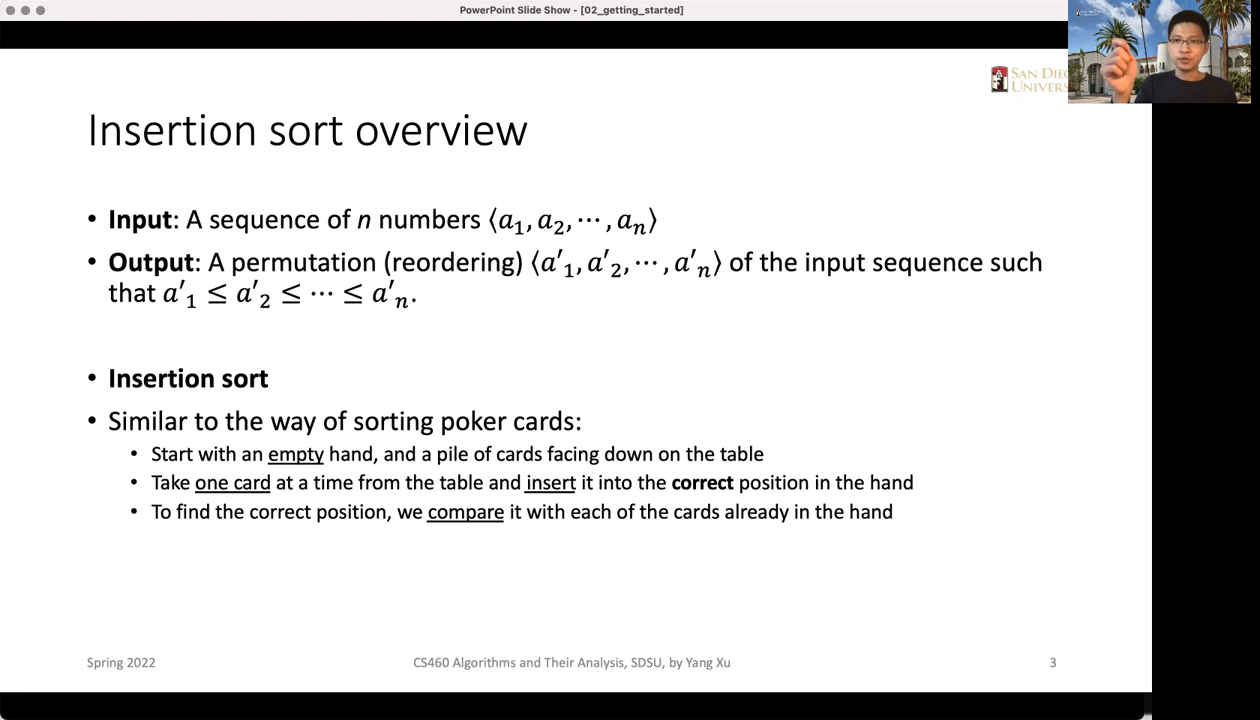 PowerPoint Slide Show - [02_getting_started]
SAN DIE
UNIVERS
Insertion sort overview
• Input: A sequence of n numbers ⟨a₁, a₂, ⋯, aₙ⟩
• Output: A permutation (reordering) ⟨a′₁, a′₂, ⋯, a′ₙ⟩ of the input sequence such
that a′₁ ≤ a′₂ ≤ ⋯ ≤ a′ₙ.
• Insertion sort
• Similar to the way of sorting poker cards:
• Start with an empty hand, and a pile of cards facing down on the table
• Take one card at a time from the table and insert it into the correct position in the hand
• To find the correct position, we compare it with each of the cards already in the hand
Spring 2022
CS460 Algorithms and Their Analysis, SDSU, by Yang Xu
3